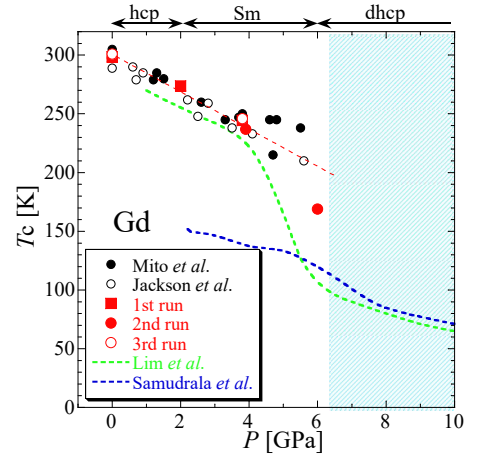 hcp Sm dhcp
300
250
200
150
100
50
0
Tc [K]
Gd
Mito et al.
Jackson et al.
1st run
2nd run
3rd run
Lim et al.
Samudrala et al.
0 2 4 6 8 10
P [GPa]